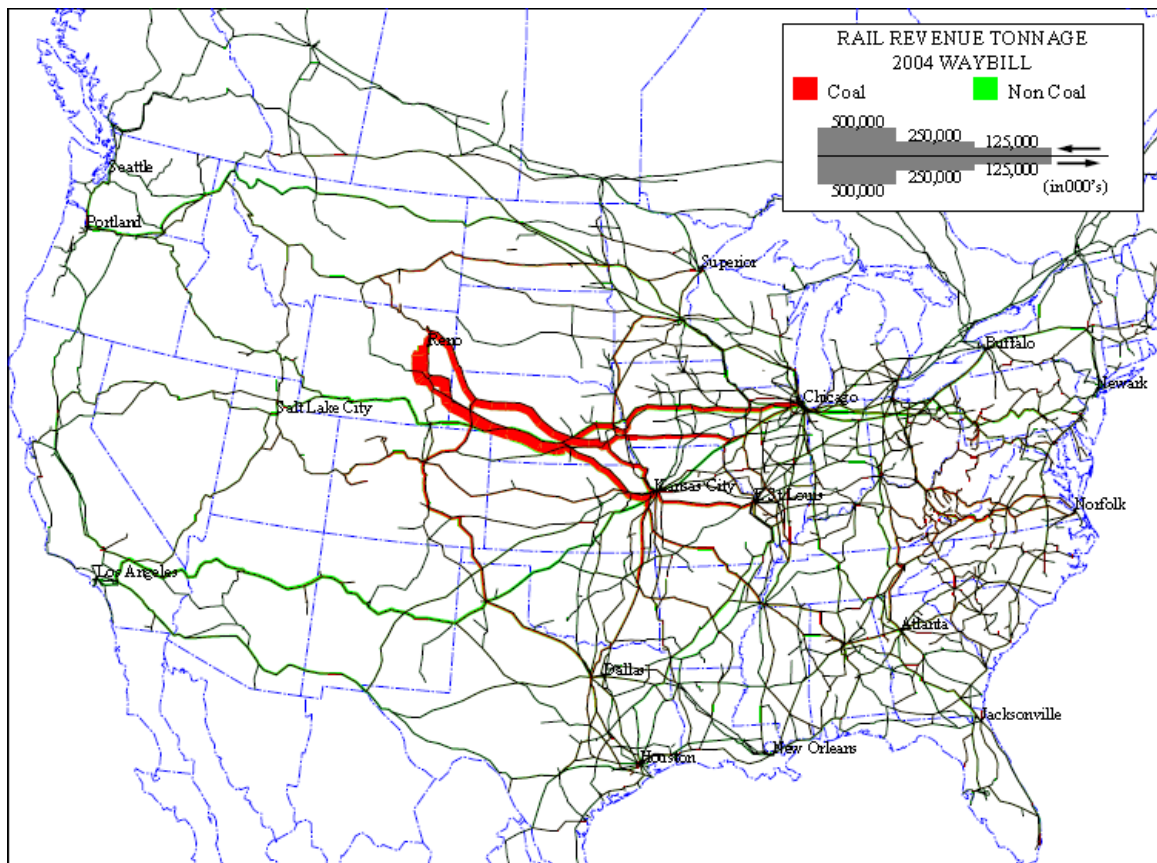 RAIL REVENUE TONNAGE
2004 WAYBILL
Coal
Non Coal
500,000
250,000
125,000
500,000
250,000
125,000
(in000's)
Seattle
Portland
Superior
Reno
Buffalo
Newark
Chicago
Salt Lake City
Kansas City
E St Louis
Norfolk
Los Angeles
Atlanta
Dallas
Jacksonville
New Orleans
Houston